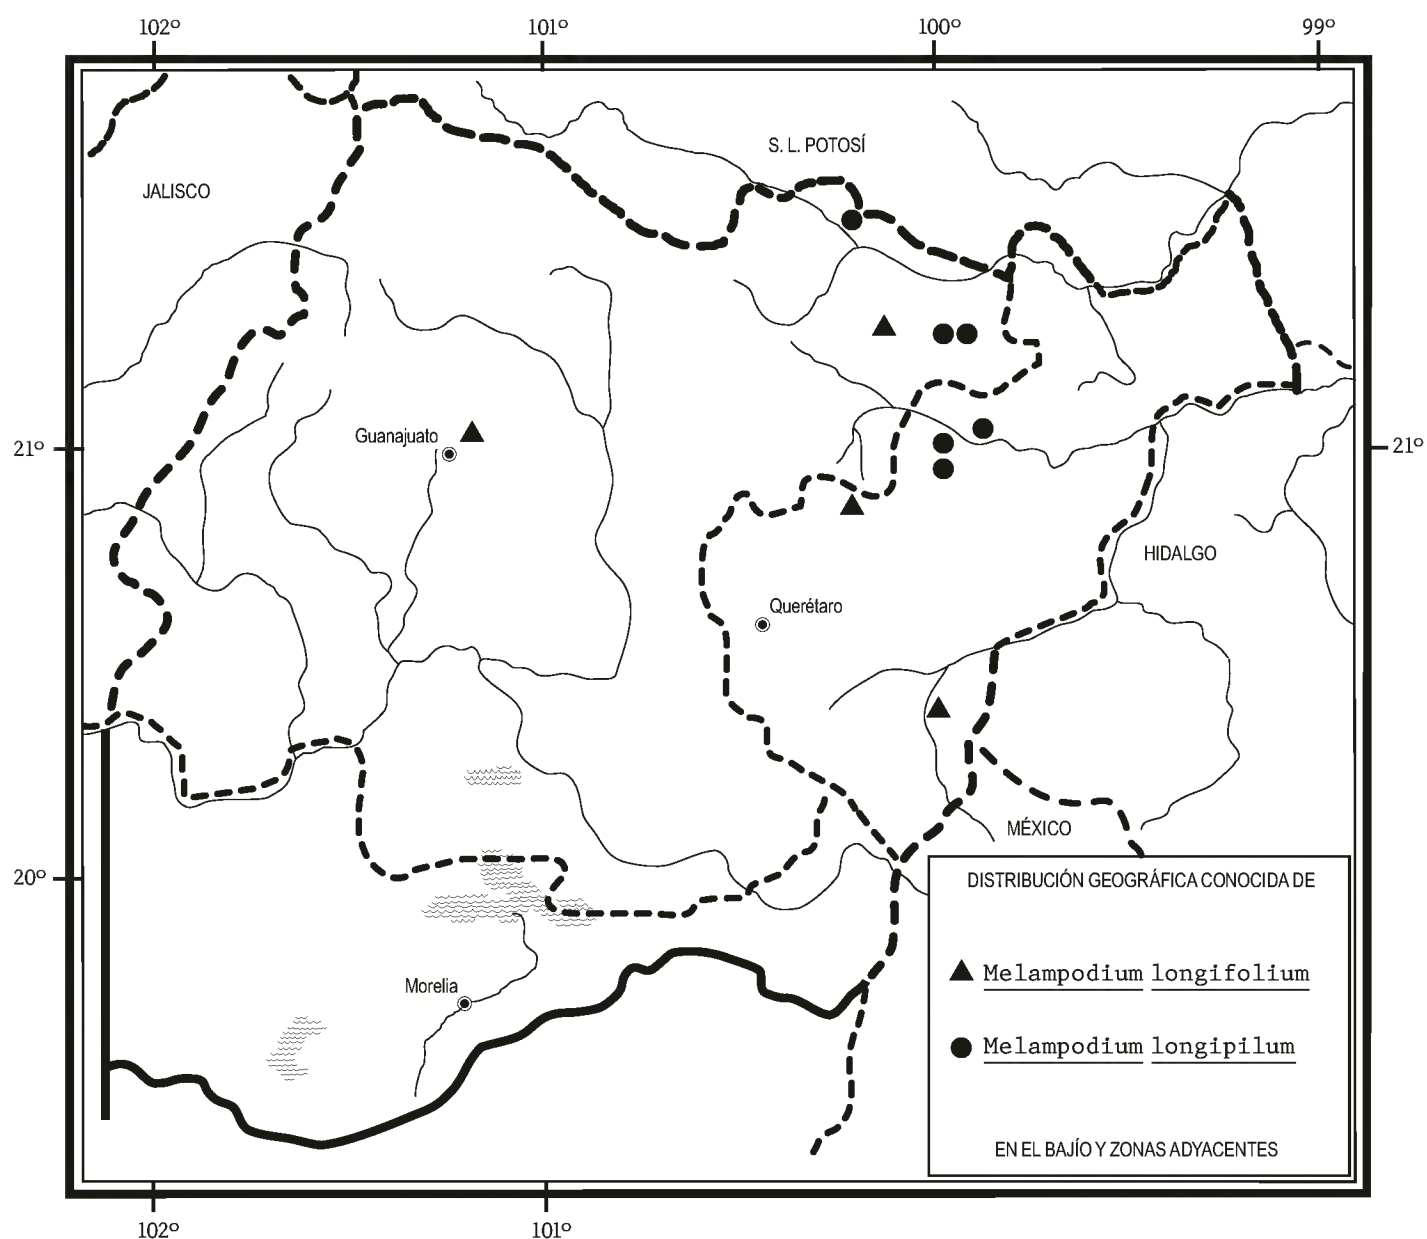 102º 101º 100º 99º
S. L. POTOSÍ
JALISCO
Guanajuato
21º 21º
HIDALGO
Querétaro
MÉXICO
20º
DISTRIBUCIÓN GEOGRÁFICA CONOCIDA DE
Melampodium longifolium
Morelia
Melampodium longipilum
EN EL BAJÍO Y ZONAS ADYACENTES
102º 101º